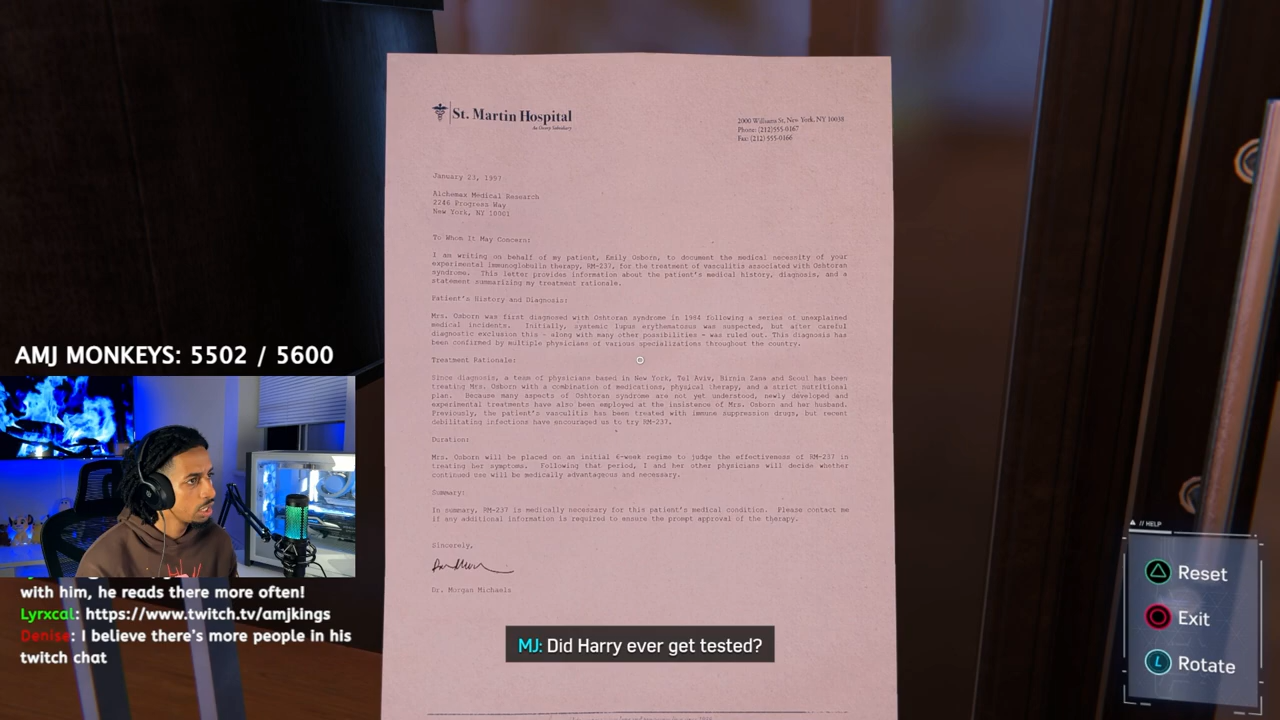 St. Martin Hospital
An Oscorp Subsidiary
2000 Williams St, New York, NY 10038
Phone: (212)555-0167
Fax: (212) 555-0166
January 23, 1997
Alchemax Medical Research
2246 Progress Way
New York, NY 10001
To Whom It May Concern:
I am writing on behalf of my patient, Emily Osborn, to document the medical necessity of your
experimental immunoglobulin therapy, RM-237, for the treatment of vasculitis associated with Oshtoran
syndrome. This letter provides information about the patient's medical history, diagnosis, and a
statement summarizing my treatment rationale.
Patient's History and Diagnosis:
Mrs. Osborn was first diagnosed with Oshtoran syndrome in 1984 following a series of unexplained
medical incidents. Initially, systemic lupus erythematosus was suspected, but after careful
diagnostic exclusion this - along with many other possibilities - was ruled out. This diagnosis has
been confirmed by multiple physicians of various specializations throughout the country.
Treatment Rationale:
Since diagnosis, a team of physicians based in New York, Tel Aviv, Birnin Zana and Seoul has been
treating Mrs. Osborn with a combination of medications, physical therapy, and a strict nutritional
plan. Because many aspects of Oshtoran syndrome are not yet understood, newly developed and
experimental treatments have also been employed at the insistence of Mrs. Osborn and her husband.
Previously, the patient's vasculitis has been treated with immune suppression drugs, but recent
debilitating infections have encouraged us to try RM-237.
Duration:
Mrs. Osborn will be placed on an initial 6-week regime to judge the effectiveness of RM-237 in
treating her symptoms. Following that period, I and her other physicians will decide whether
continued use will be medically advantageous and necessary.
Summary:
In summary, RM-237 is medically necessary for this patient's medical condition. Please contact me
if any additional information is required to ensure the prompt approval of the therapy.
Sincerely,
Dr. Morgan Michaels
AMJ MONKEYS: 5502 / 5600
with him, he reads there more often!
Lyrxcal: https://www.twitch.tv/amjkings
Denise: I believe there's more people in his
twitch chat
MJ: Did Harry ever get tested?
// HELP
Reset
Exit
L Rotate